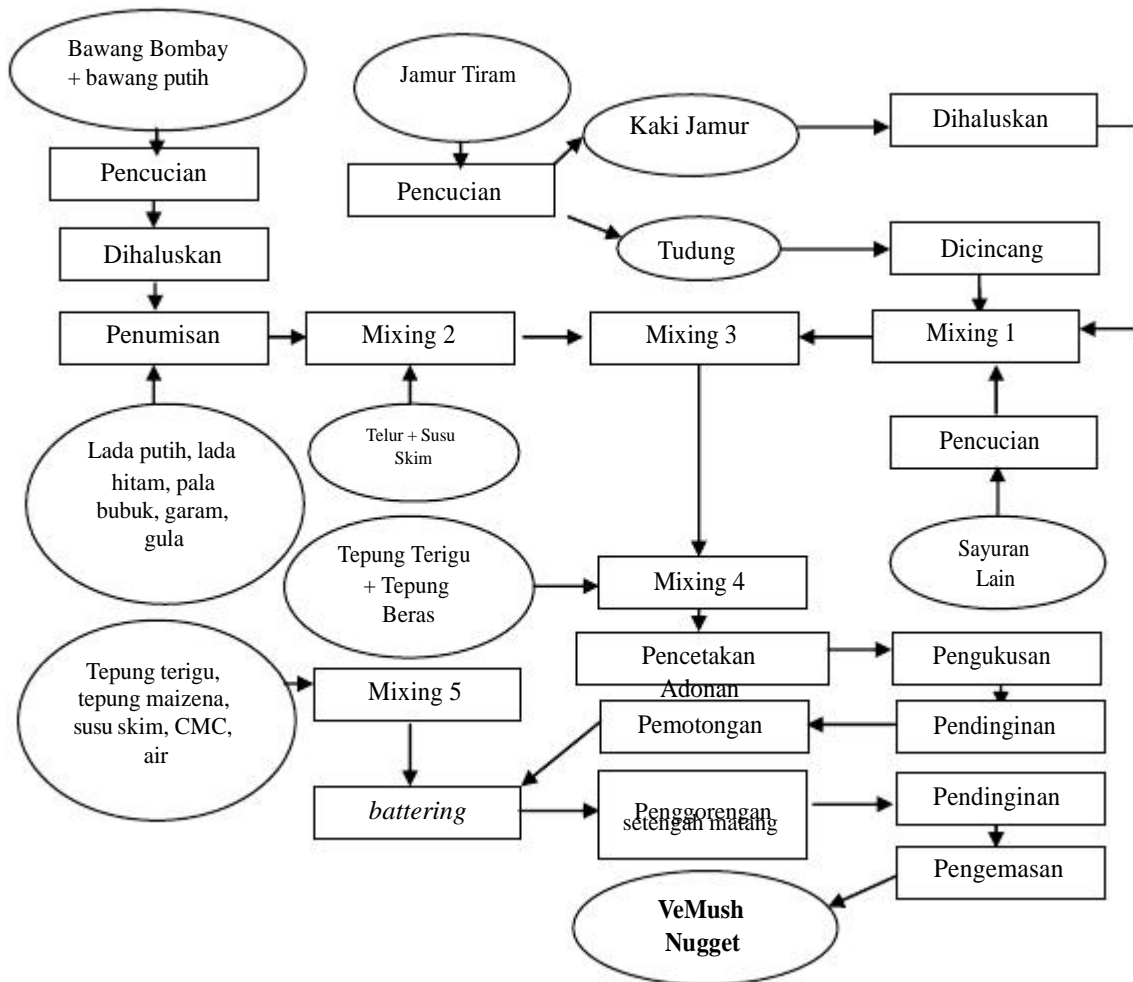 Bawang Bombay
+ bawang putih
Jamur Tiram
Kaki Jamur
Dihaluskan
Pencucian
Pencucian
Dihaluskan
Tudung
Dicincang
Penumisan
Mixing 2
Mixing 3
Mixing 1
Lada putih, lada
hitam, pala
bubuk, garam,
gula
Telur + Susu
Skim
Pencucian
Sayuran
Lain
Tepung Terigu
+ Tepung
Beras
Mixing 4
Pencetakan
Adonan
Pengukusan
Tepung terigu,
tepung maizena,
susu skim, CMC,
air
Mixing 5
Pemotongan
Pendinginan
battering
Penggorengan
setengah matang
Pendinginan
Pengemasan
VeMush
Nugget